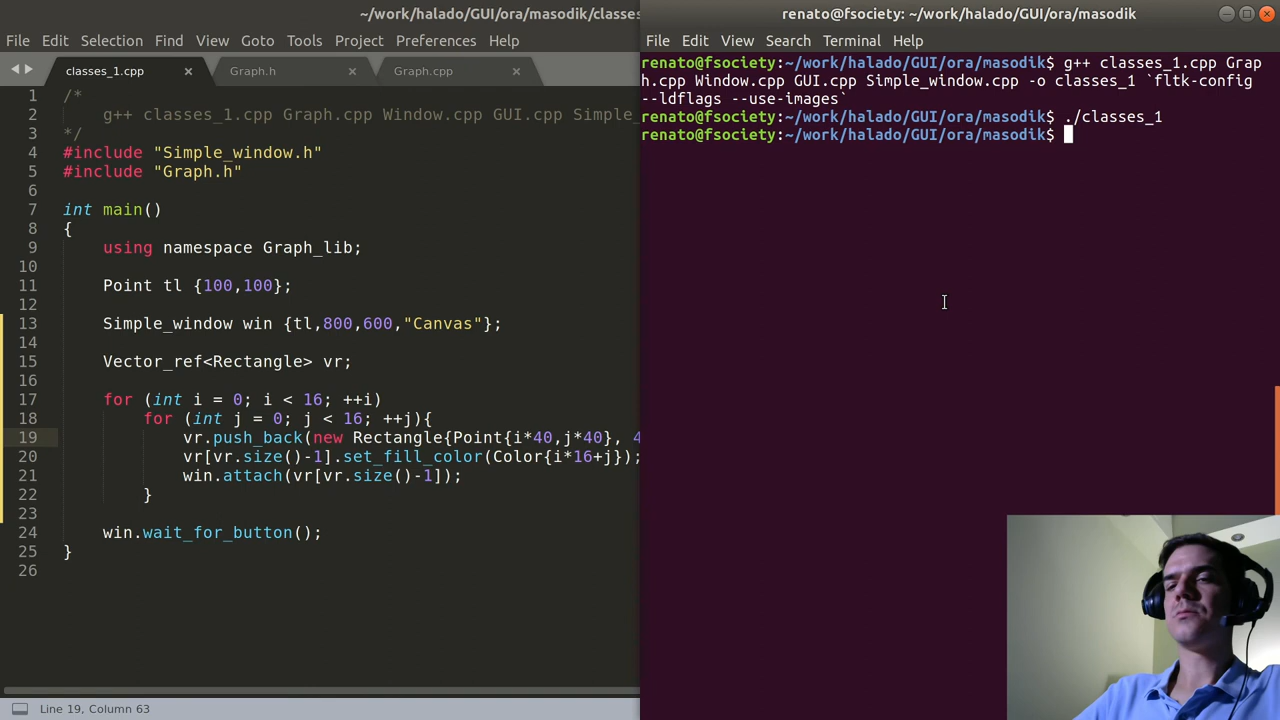 ~/work/halado/GUI/ora/masodik/classes
File Edit Selection Find View Goto Tools Project Preferences Help
classes_1.cpp × Graph.h × Graph.cpp ×
1 /*
2 g++ classes_1.cpp Graph.cpp Window.cpp GUI.cpp Simple_
3 */
4 #include "Simple_window.h"
5 #include "Graph.h"
6
7 int main()
8 {
9 using namespace Graph_lib;
10
11 Point tl {100,100};
12
13 Simple_window win {tl,800,600,"Canvas"};
14
15 Vector_ref<Rectangle> vr;
16
17 for (int i = 0; i < 16; ++i)
18 for (int j = 0; j < 16; ++j){
19 vr.push_back(new Rectangle{Point{i*40,j*40}, 4
20 vr[vr.size()-1].set_fill_color(Color{i*16+j});
21 win.attach(vr[vr.size()-1]);
22 }
23
24 win.wait_for_button();
25 }
26
Line 19, Column 63
renato@fsociety: ~/work/halado/GUI/ora/masodik
File Edit View Search Terminal Help
renato@fsociety:~/work/halado/GUI/ora/masodik$ g++ classes_1.cpp Grap
h.cpp Window.cpp GUI.cpp Simple_window.cpp -o classes_1 `fltk-config
--ldflags --use-images`
renato@fsociety:~/work/halado/GUI/ora/masodik$ ./classes_1
renato@fsociety:~/work/halado/GUI/ora/masodik$